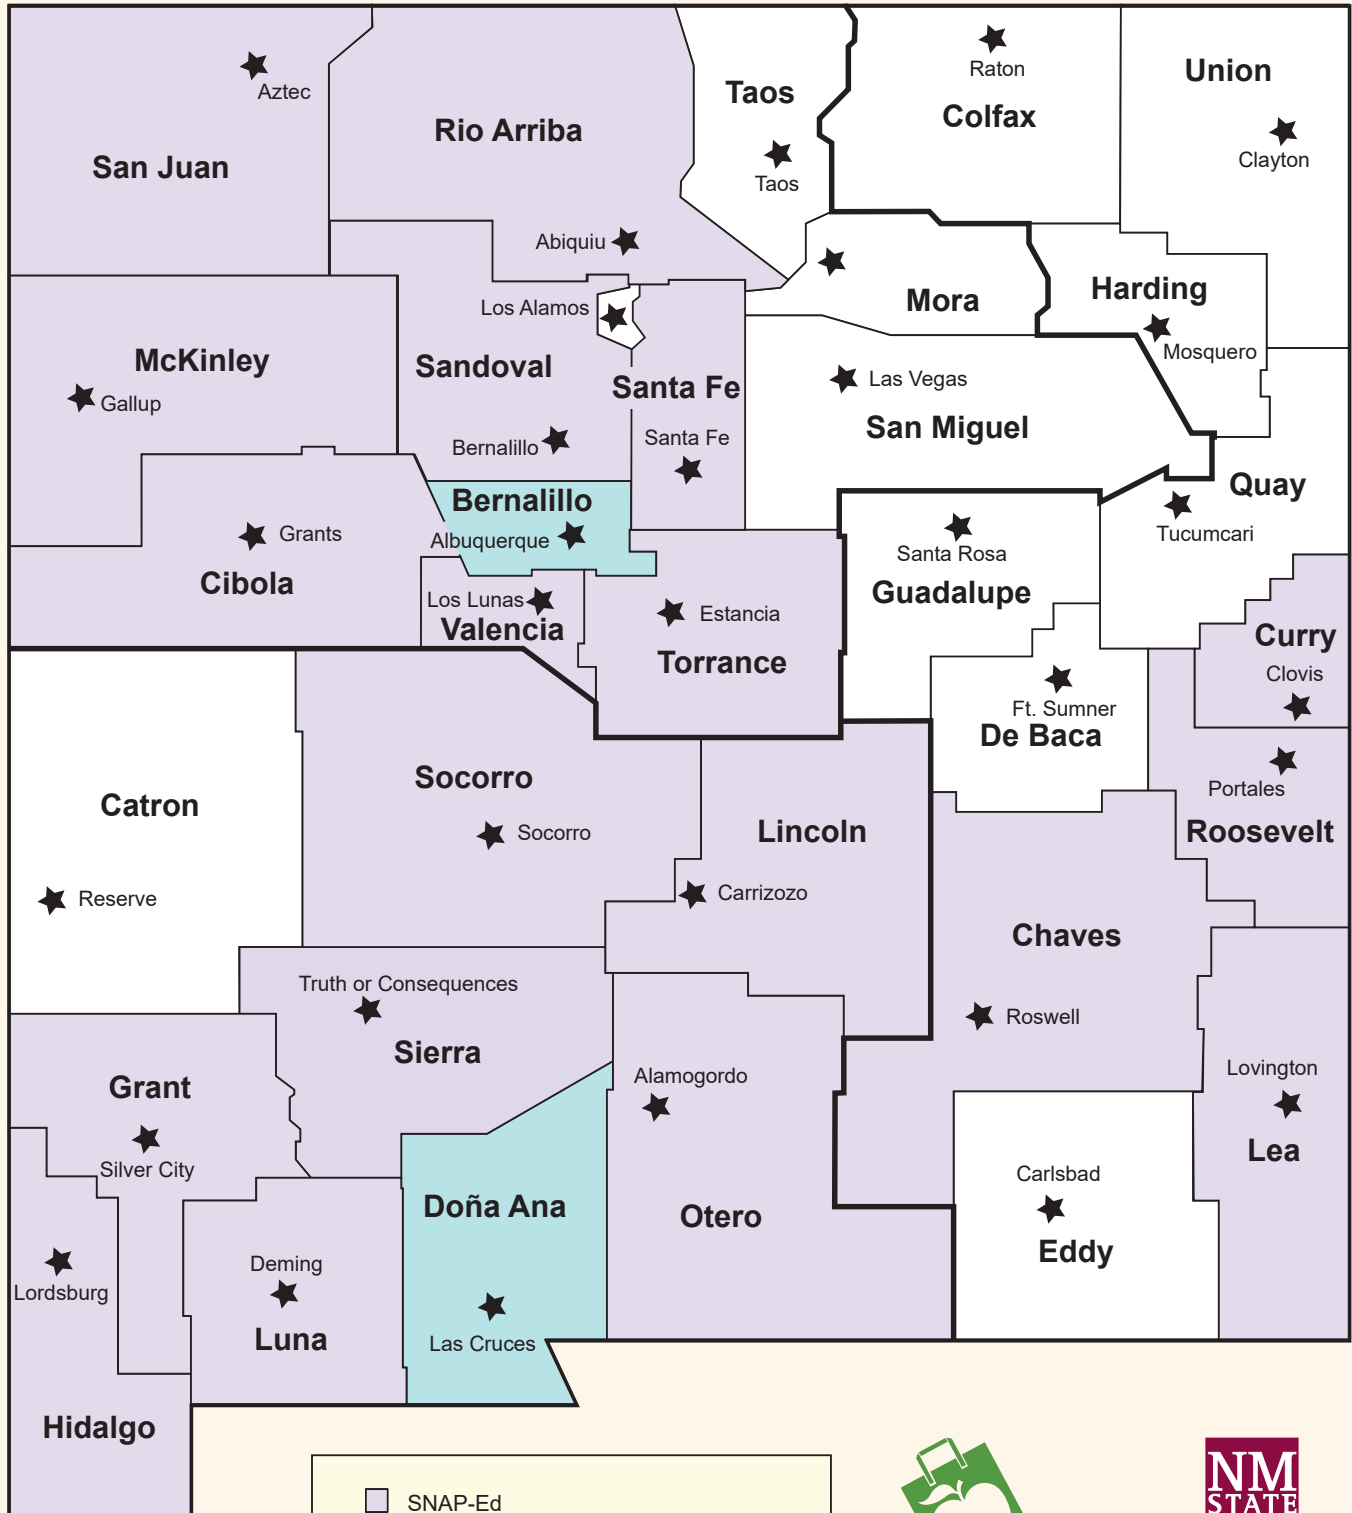 Aztec
San Juan
Rio Arriba
Abiquiu
Taos
Taos
Raton
Colfax
Union
Clayton
Los Alamos
Mora
Harding
Mosquero
McKinley
Gallup
Sandoval
Bernalillo
Santa Fe
Santa Fe
Las Vegas
San Miguel
Quay
Tucumcari
Bernalillo
Albuquerque
Grants
Cibola
Los Lunas
Valencia
Estancia
Torrance
Santa Rosa
Guadalupe
Curry
Clovis
Ft. Sumner
De Baca
Portales
Roosevelt
Catron
Reserve
Socorro
Socorro
Lincoln
Carrizozo
Chaves
Roswell
Truth or Consequences
Sierra
Grant
Silver City
Alamogordo
Otero
Lovington
Lea
Carlsbad
Eddy
Doña Ana
Las Cruces
Deming
Luna
Lordsburg
Hidalgo
SNAP-Ed
NM
STATE